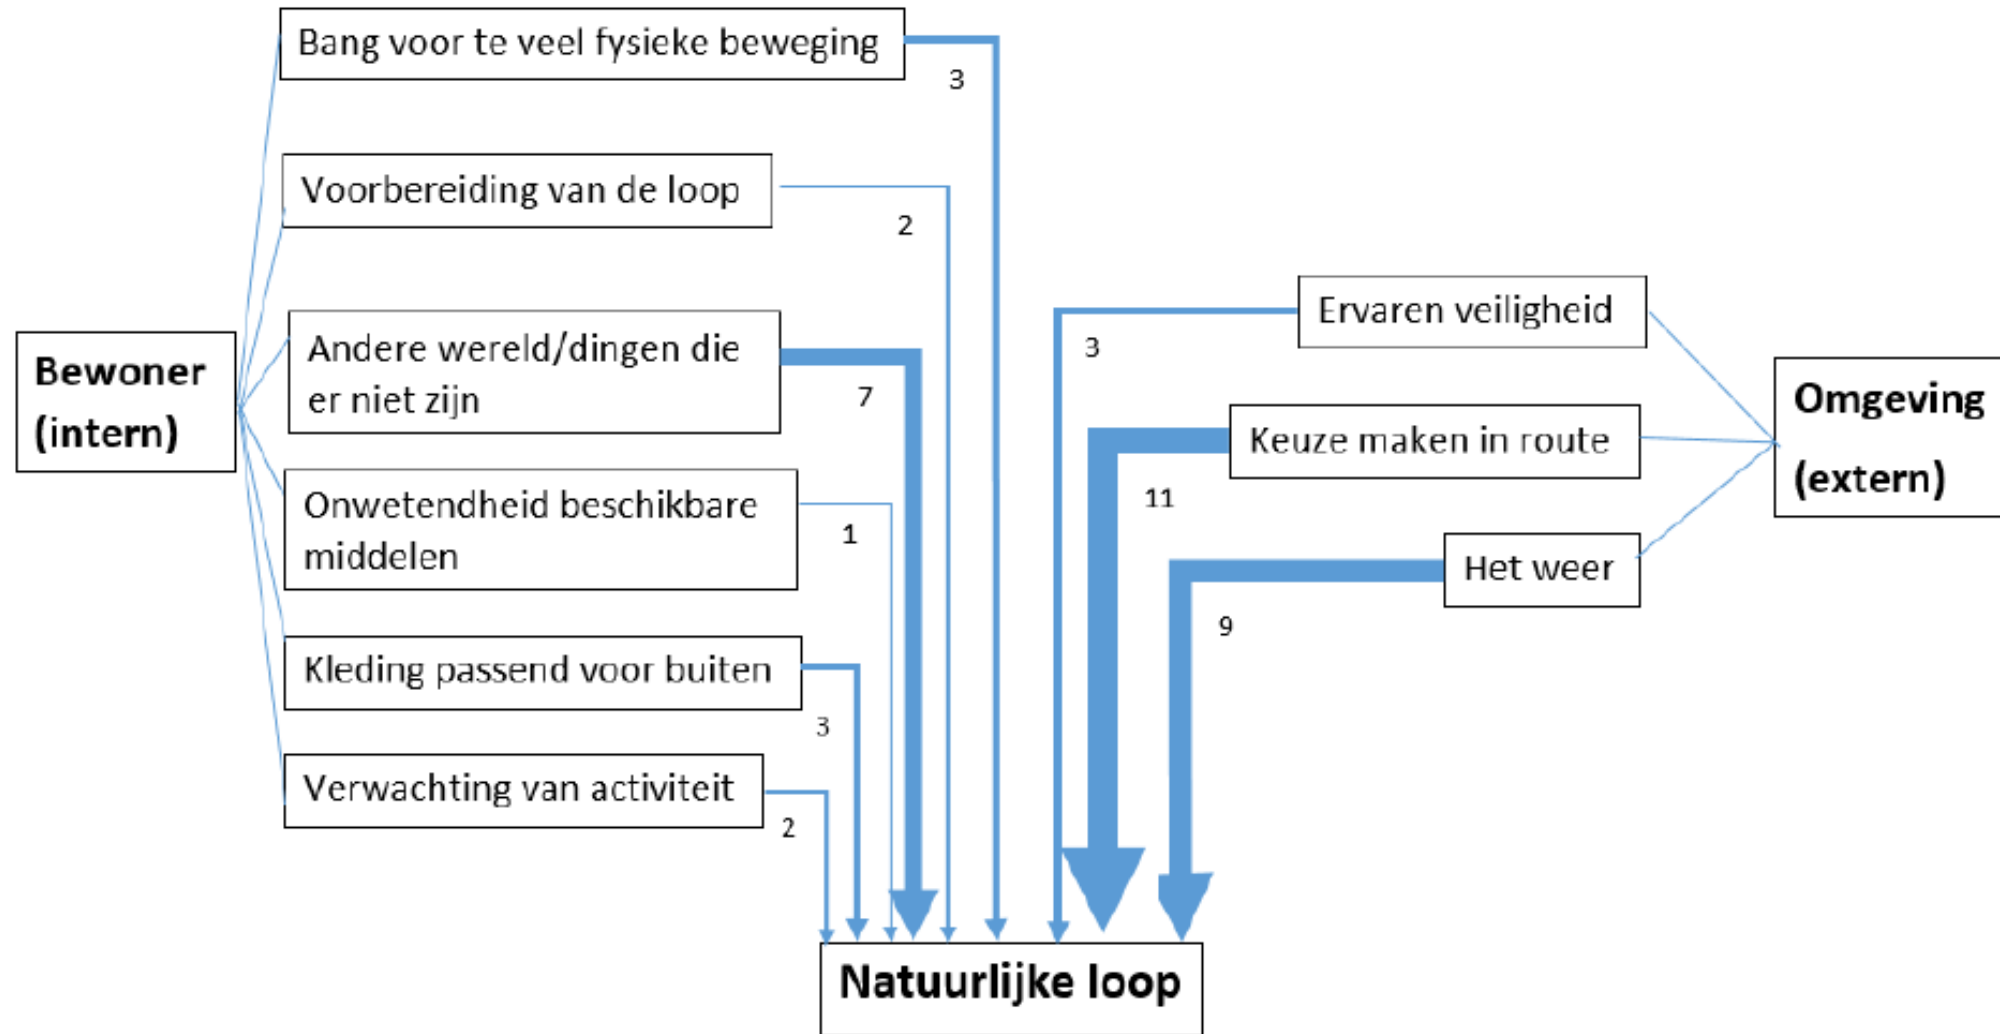 Bang voor te veel fysieke beweging
3
Voorbereiding van de loop
2
Andere wereld/dingen die
er niet zijn
7
Onwetendheid beschikbare
middelen
1
Kleding passend voor buiten
3
Verwachting van activiteit
2
Bewoner
(intern)
Ervaren veiligheid
3
Keuze maken in route
11
Het weer
9
Omgeving
(extern)
Natuurlijke loop